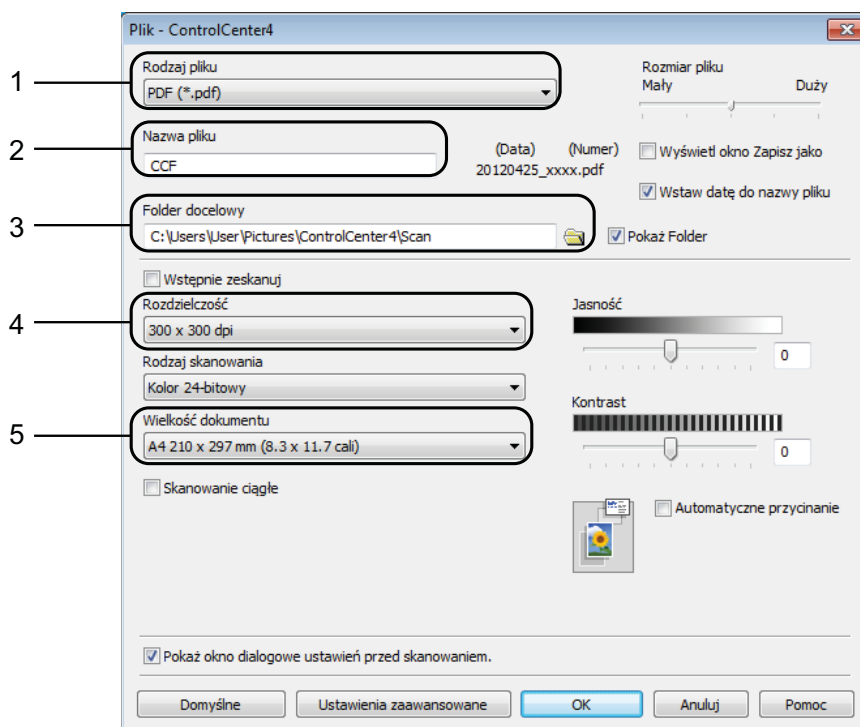 Plik - ControlCenter4
1
Rodzaj pliku
PDF (*.pdf)
Rozmiar pliku
Mały Duży
2
Nazwa pliku
CCF
(Data) (Numer)
20120425_xxxx.pdf
Wyświetl okno Zapisz jako
Wstaw datę do nazwy pliku
3
Folder docelowy
C:\Users\User\Pictures\ControlCenter4\Scan
Pokaż Folder
Wstępnie zeskanuj
4
Rozdzielczość
300 x 300 dpi
Jasność
0
Rodzaj skanowania
Kolor 24-bitowy
Kontrast
0
5
Wielkość dokumentu
A4 210 x 297 mm (8.3 x 11.7 cali)
Skanowanie ciągłe
Automatyczne przycinanie
Pokaż okno dialogowe ustawień przed skanowaniem.
Domyślne Ustawienia zaawansowane OK Anuluj Pomoc